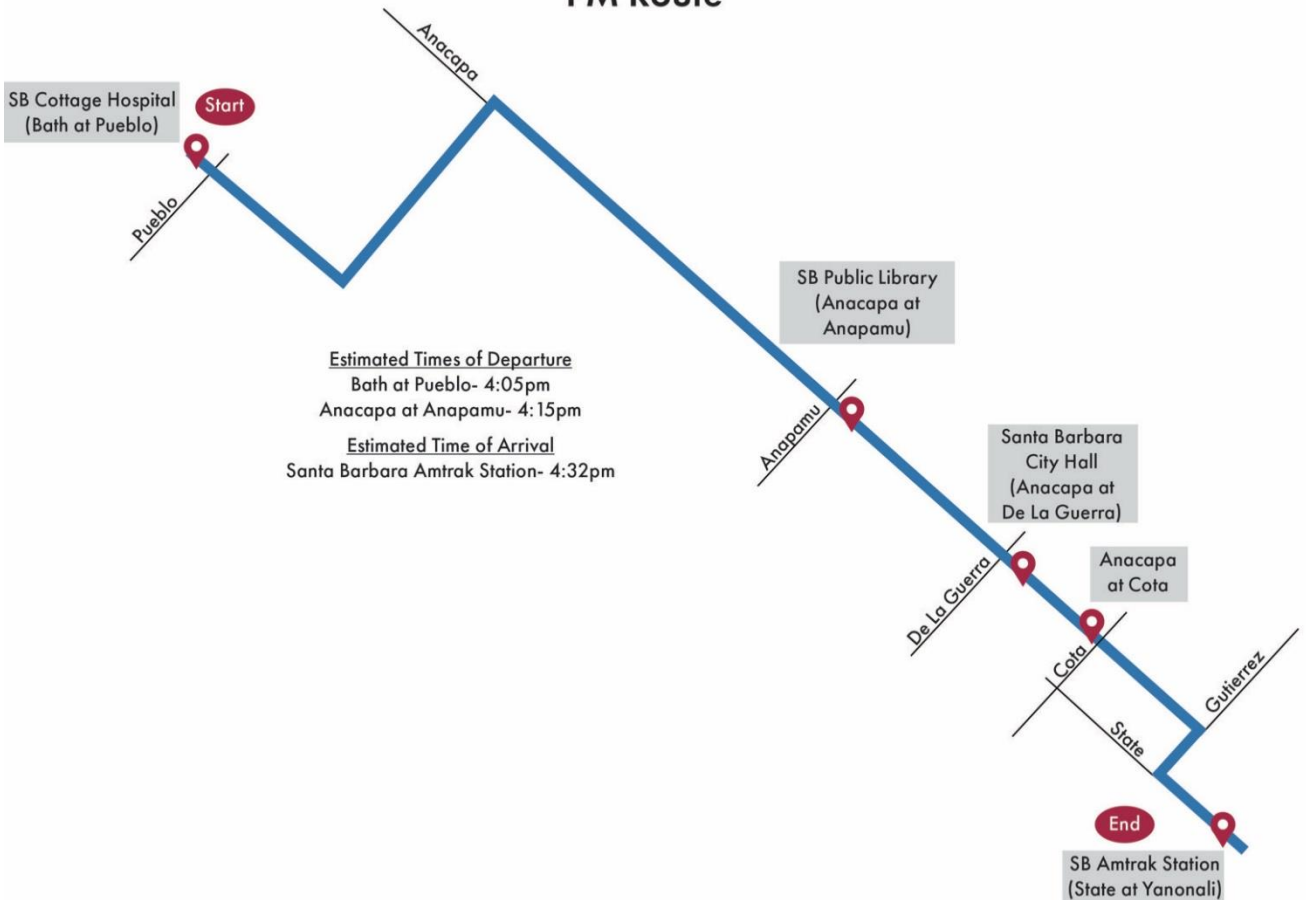 PM Route
Anacapa
SB Cottage Hospital
(Bath at Pueblo)
Start
Pueblo
SB Public Library
(Anacapa at
Anapamu)
Estimated Times of Departure
Bath at Pueblo- 4:05pm
Anacapa at Anapamu- 4:15pm
Estimated Time of Arrival
Santa Barbara Amtrak Station- 4:32pm
Anapamu
Santa Barbara
City Hall
(Anacapa at
De La Guerra)
De La Guerra
Anacapa
at Cota
Cota
Gutierrez
State
End
SB Amtrak Station
(State at Yanonali)